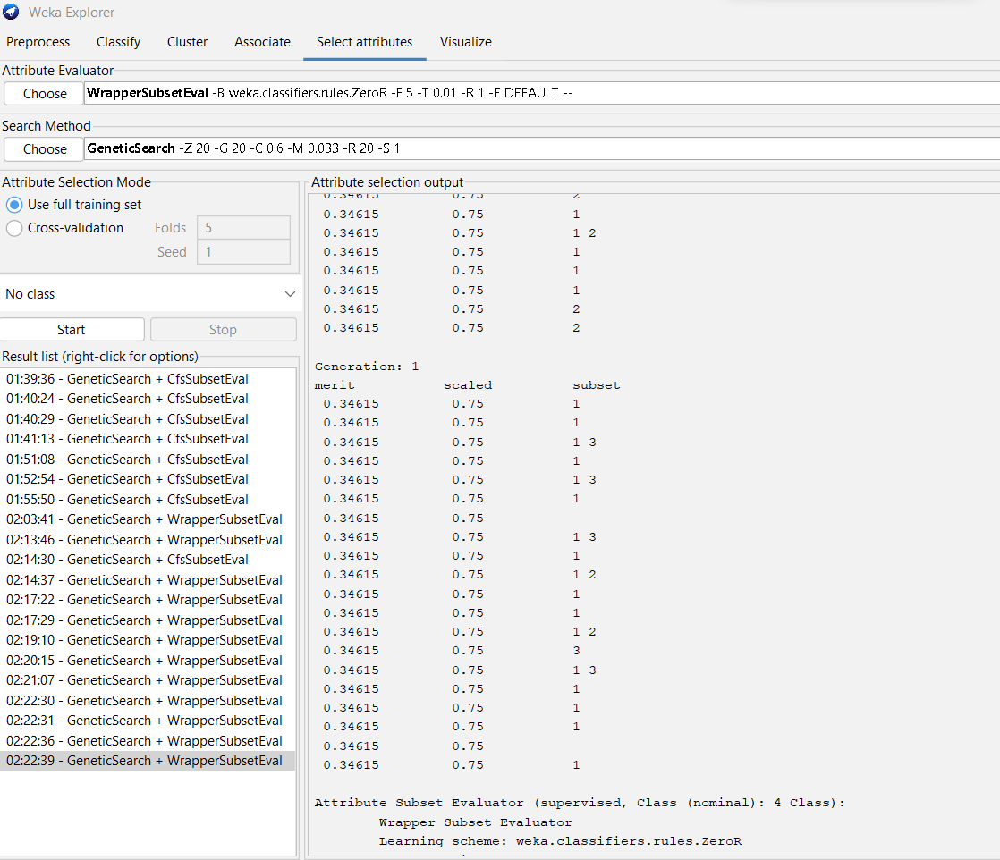 Weka Explorer
Preprocess Classify Cluster Associate Select attributes Visualize
Attribute Evaluator
Choose WrapperSubsetEval -B weka.classifiers.rules.ZeroR -F 5 -T 0.01 -R 1 -E DEFAULT --
Search Method
Choose GeneticSearch -Z 20 -G 20 -C 0.6 -M 0.033 -R 20 -S 1
Attribute Selection Mode
Use full training set
Cross-validation Folds 5
Seed 1
No class
Start Stop
Result list (right-click for options)
01:39:36 - GeneticSearch + CfsSubsetEval
01:40:24 - GeneticSearch + CfsSubsetEval
01:40:29 - GeneticSearch + CfsSubsetEval
01:41:13 - GeneticSearch + CfsSubsetEval
01:51:08 - GeneticSearch + CfsSubsetEval
01:52:54 - GeneticSearch + CfsSubsetEval
01:55:50 - GeneticSearch + CfsSubsetEval
02:03:41 - GeneticSearch + WrapperSubsetEval
02:13:46 - GeneticSearch + WrapperSubsetEval
02:14:30 - GeneticSearch + CfsSubsetEval
02:14:37 - GeneticSearch + WrapperSubsetEval
02:17:22 - GeneticSearch + WrapperSubsetEval
02:17:29 - GeneticSearch + WrapperSubsetEval
02:19:10 - GeneticSearch + WrapperSubsetEval
02:20:15 - GeneticSearch + WrapperSubsetEval
02:21:07 - GeneticSearch + WrapperSubsetEval
02:22:30 - GeneticSearch + WrapperSubsetEval
02:22:31 - GeneticSearch + WrapperSubsetEval
02:22:36 - GeneticSearch + WrapperSubsetEval
02:22:39 - GeneticSearch + WrapperSubsetEval
Attribute selection output
0.34615 0.75 2
0.34615 0.75 1
0.34615 0.75 1 2
0.34615 0.75 1
0.34615 0.75 1
0.34615 0.75 1
0.34615 0.75 2
0.34615 0.75 2
Generation: 1
merit scaled subset
0.34615 0.75 1
0.34615 0.75 1
0.34615 0.75 1 3
0.34615 0.75 1
0.34615 0.75 1 3
0.34615 0.75 1
0.34615 0.75
0.34615 0.75 1 3
0.34615 0.75 1
0.34615 0.75 1 2
0.34615 0.75 1
0.34615 0.75 1
0.34615 0.75 1 2
0.34615 0.75 3
0.34615 0.75 1 3
0.34615 0.75 1
0.34615 0.75 1
0.34615 0.75 1
0.34615 0.75
0.34615 0.75 1
Attribute Subset Evaluator (supervised, Class (nominal): 4 Class):
Wrapper Subset Evaluator
Learning scheme: weka.classifiers.rules.ZeroR